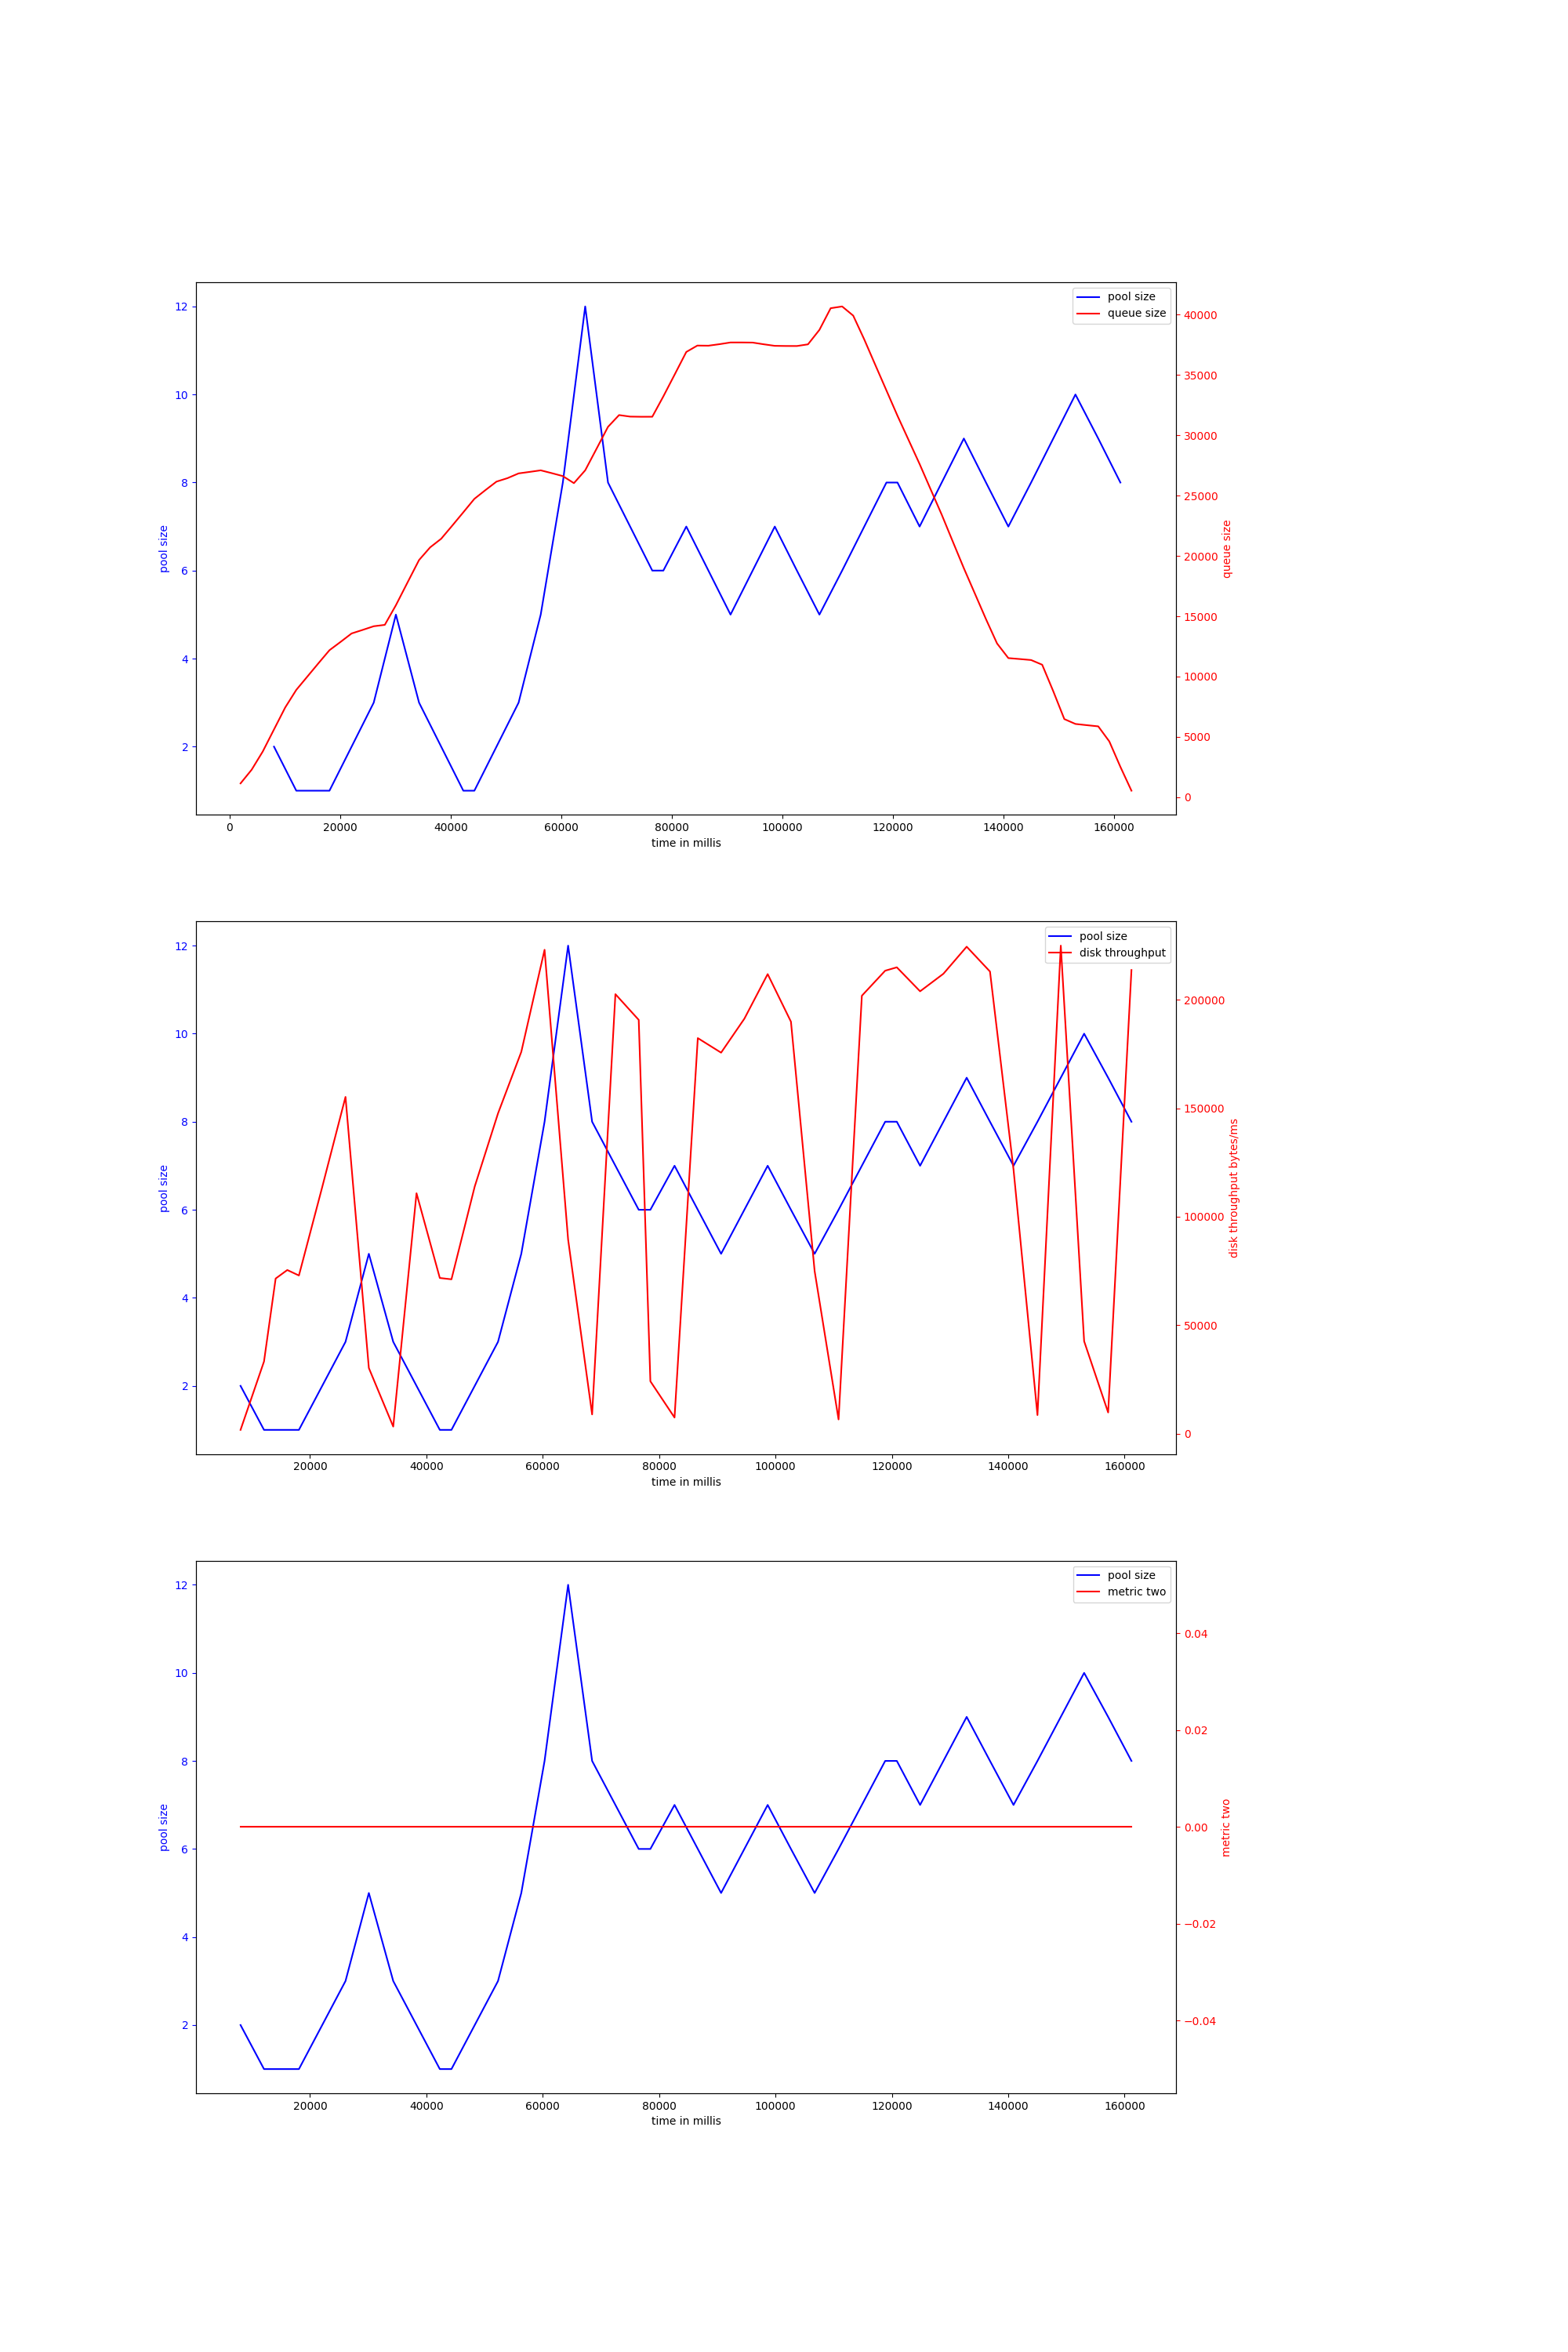 pool size
queue size
12
10
8
6
4
2
pool size
40000
35000
30000
25000
20000
15000
10000
5000
0
queue size
0 20000 40000 60000 80000 100000 120000 140000 160000
time in millis
pool size
disk throughput
12
10
8
6
4
2
pool size
200000
150000
100000
50000
0
disk throughput bytes/ms
20000 40000 60000 80000 100000 120000 140000 160000
time in millis
pool size
metric two
12
10
8
6
4
2
pool size
0.04
0.02
0.00
−0.02
−0.04
metric two
20000 40000 60000 80000 100000 120000 140000 160000
time in millis